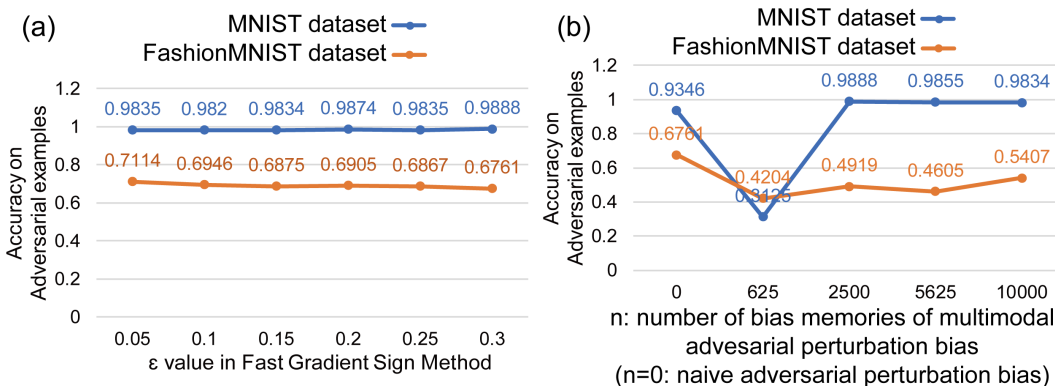 (a)
MNIST dataset
FashionMNIST dataset
Accuracy on
Adversarial examples
1.2
1
0.8
0.6
0.4
0.2
0
0.9835 0.982 0.9834 0.9874 0.9835 0.9888
0.7114 0.6946 0.6875 0.6905 0.6867 0.6761
0.05 0.1 0.15 0.2 0.25 0.3
ε value in Fast Gradient Sign Method
(b)
MNIST dataset
FashionMNIST dataset
Accuracy on
Adversarial examples
1.2
1
0.8
0.6
0.4
0.2
0
0.9346 0.9888 0.9855 0.9834
0.6761 0.4204 0.4919 0.4605 0.5407
0.3125
0 625 2500 5625 10000
n: number of bias memories of multimodal
advesarial perturbation bias
(n=0: naive adversarial perturbation bias)